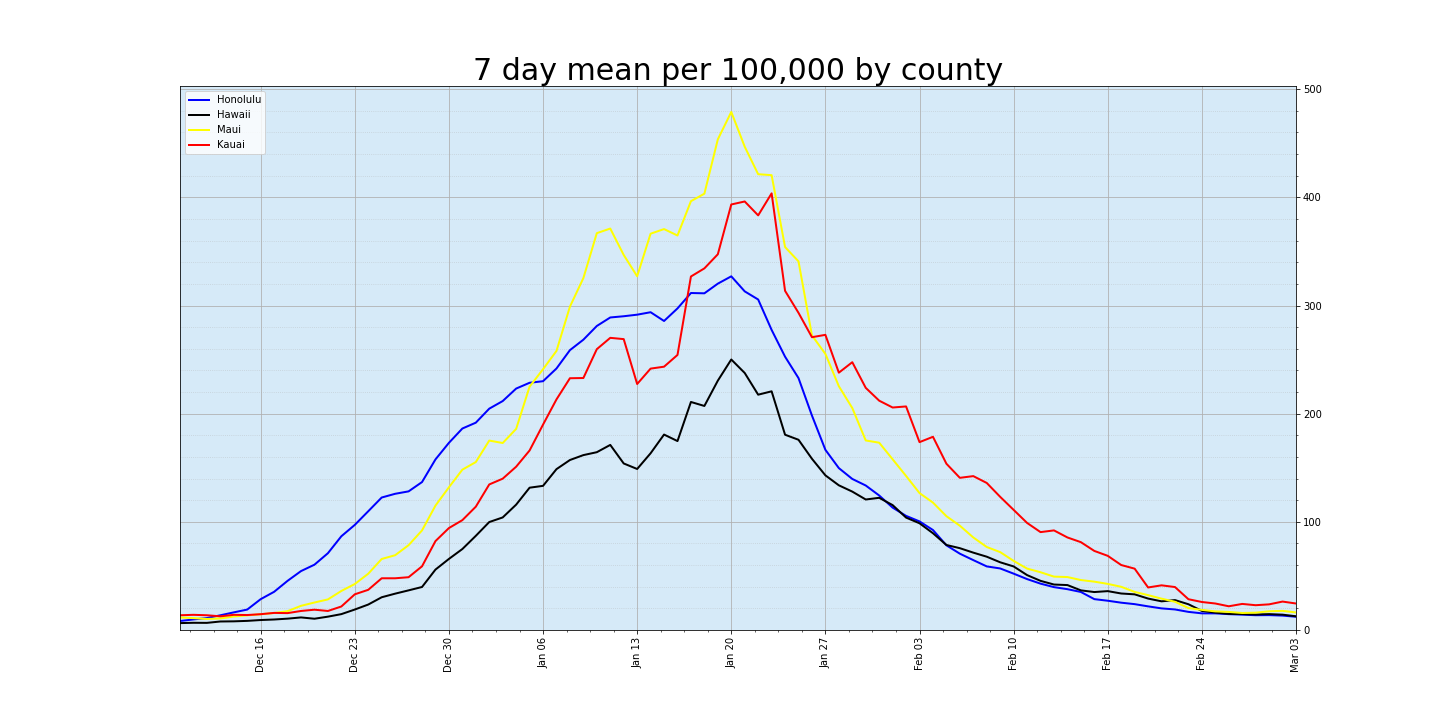 7 day mean per 100,000 by county
Honolulu
Hawaii
Maui
Kauai
500
400
300
200
100
0
Dec 16
Dec 23
Dec 30
Jan 06
Jan 13
Jan 20
Jan 27
Feb 03
Feb 10
Feb 17
Feb 24
Mar 03